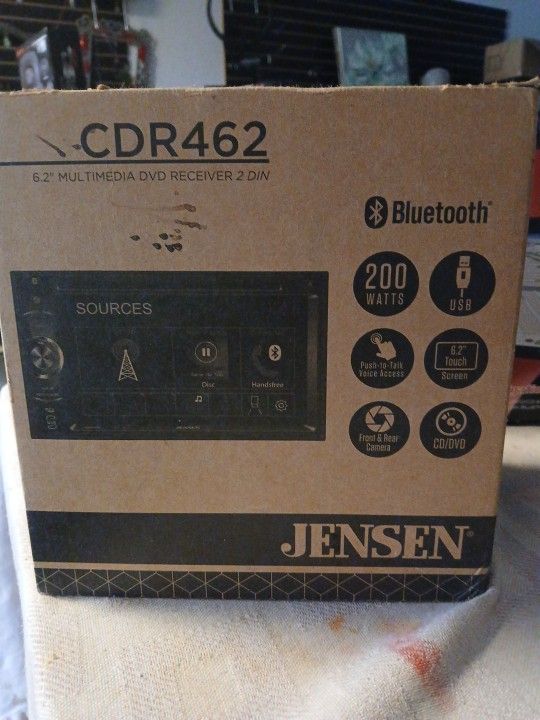 CDR462
6.2" MULTIMEDIA DVD RECEIVER 2 DIN
Bluetooth®
200
WATTS
USB
SOURCES
Push-to-Talk
Voice Access
6.2"
Touch
Screen
Disc
Handsfree
Front & Rear
Camera
CD/DVD
JENSEN®